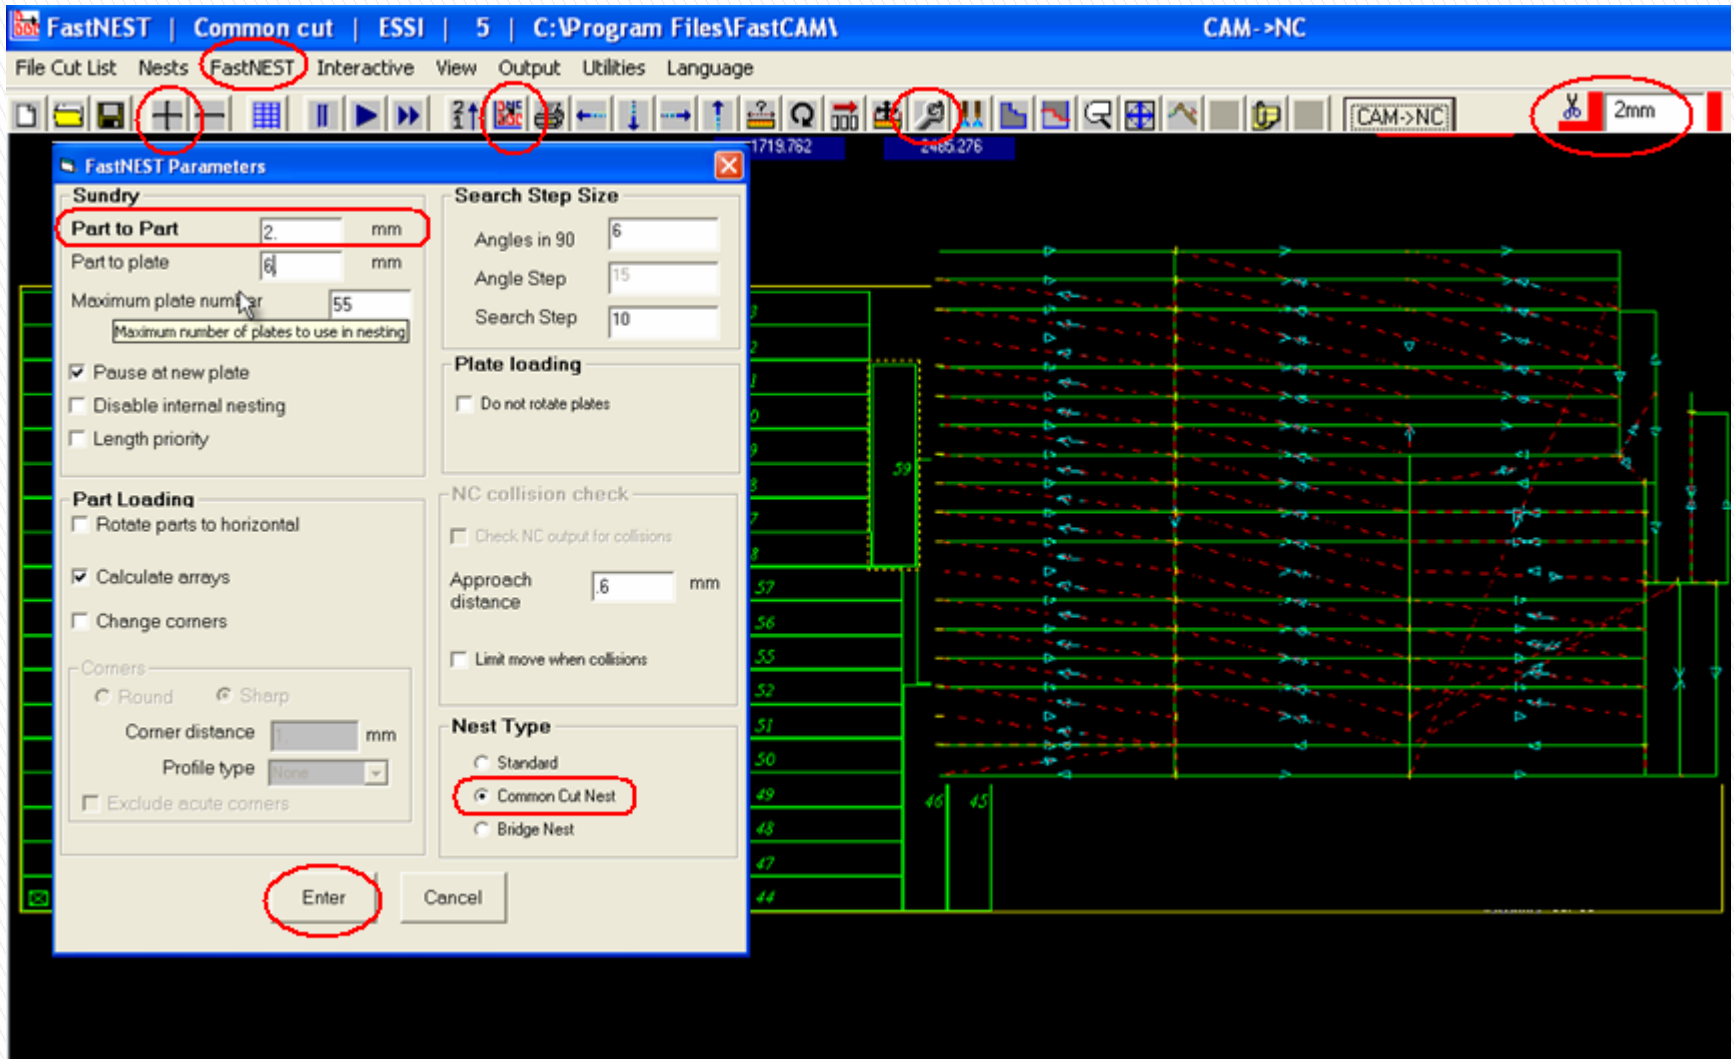 FastNEST | Common cut | ESSI | 5 | C:\Program Files\FastCAM\ CAM->NC
File Cut List Nests FastNEST Interactive View Output Utilities Language
CAM->NC 2mm
1719.762 2485.276
FastNEST Parameters
Sundry
Part to Part 2. mm
Part to plate 6 mm
Maximum plate number 55
Maximum number of plates to use in nesting
Pause at new plate
Disable internal nesting
Length priority
Part Loading
Rotate parts to horizontal
Calculate arrays
Change corners
Corners
Round Sharp
Corner distance 1. mm
Profile type None
Exclude acute corners
Search Step Size
Angles in 90 6
Angle Step 15
Search Step 10
Plate loading
Do not rotate plates
NC collision check
Check NC output for collisions
Approach distance .6 mm
Limit move when collisions
Nest Type
Standard
Common Cut Nest
Bridge Nest
Enter Cancel
59
57
56
55
52
51
50
49
48
47
44
46 45